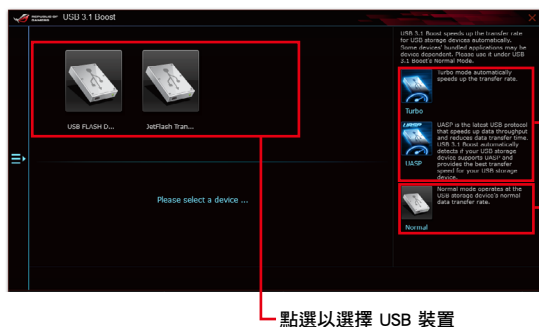 REPUBLIC OF
GAMERS
USB 3.1 Boost
USB FLASH D...
JetFlash Tran...
Please select a device ...
USB 3.1 Boost speeds up the transfer rate
for USB storage devices automatically.
Some devices' bundled applications may be
device dependent. Please use it under USB
3.1 Boost's Normal Mode.
Turbo mode automatically
speeds up the transfer rate.
Turbo
UASP is the latest USB protocol
that speeds up data throughput
and reduces data transfer time.
USB 3.1 Boost automatically
detects if your USB storage
device supports UASP and
provides the best transfer
speed for your USB storage
device.
UASP
Normal mode operates at the
USB storage device's normal
data transfer rate.
Normal
點選以選擇 USB 裝置